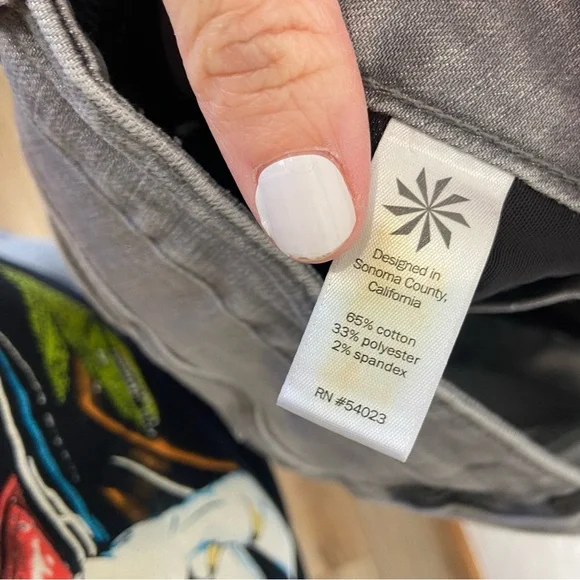 Designed in
Sonoma County,
California
65% cotton
33% polyester
2% spandex
RN #54023